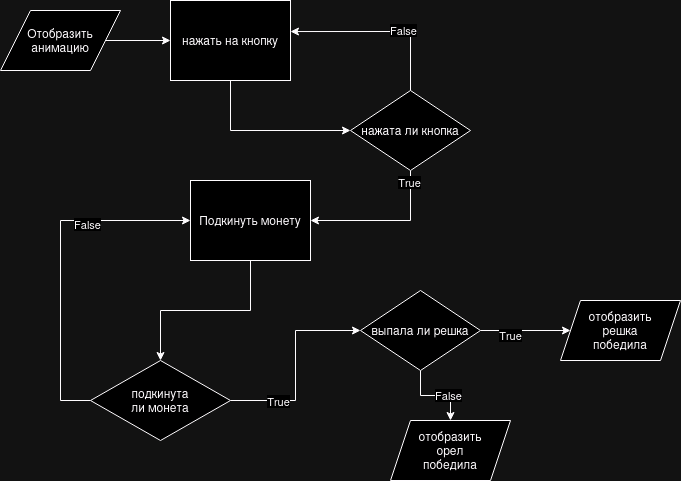 Отобразить
анимацию
нажать на кнопку
False
нажата ли кнопка
True
Подкинуть монету
False
подкинута
ли монета
True
выпала ли решка
True
отобразить
решка
победила
False
отобразить
орел
победила